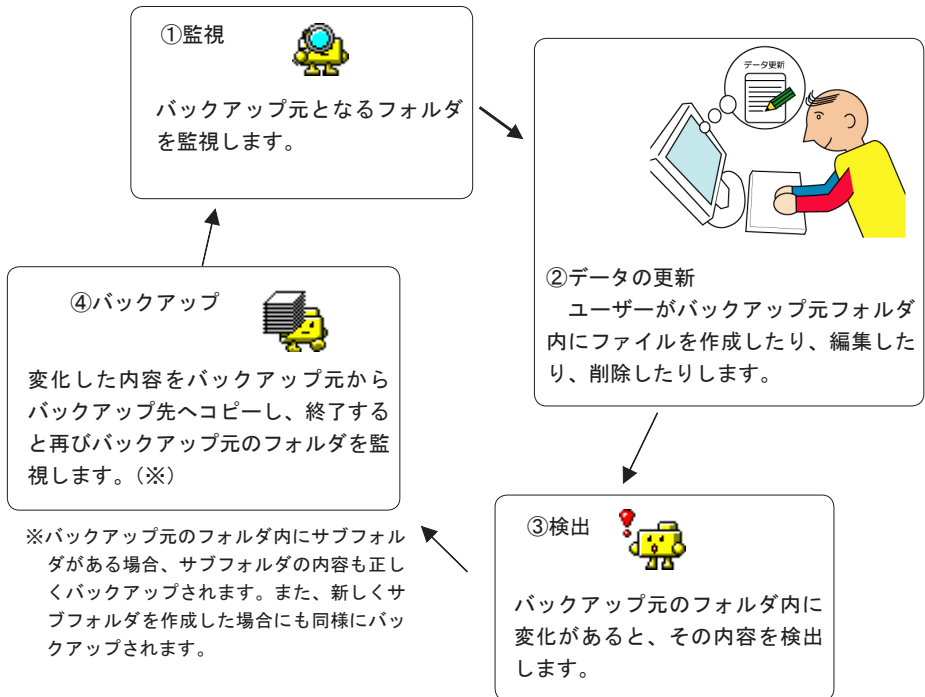 ①監視
バックアップ元となるフォルダ
を監視します。
データ更新
②データの更新
　ユーザーがバックアップ元フォルダ
内にファイルを作成したり、編集した
り、削除したりします。
③検出
バックアップ元のフォルダ内に
変化があると、その内容を検出
します。
④バックアップ
変化した内容をバックアップ元から
バックアップ先へコピーし、終了する
と再びバックアップ元のフォルダを監
視します。(※)
※バックアップ元のフォルダ内にサブフォル
ダがある場合、サブフォルダの内容も正し
くバックアップされます。また、新しくサ
ブフォルダを作成した場合にも同様にバッ
クアップされます。